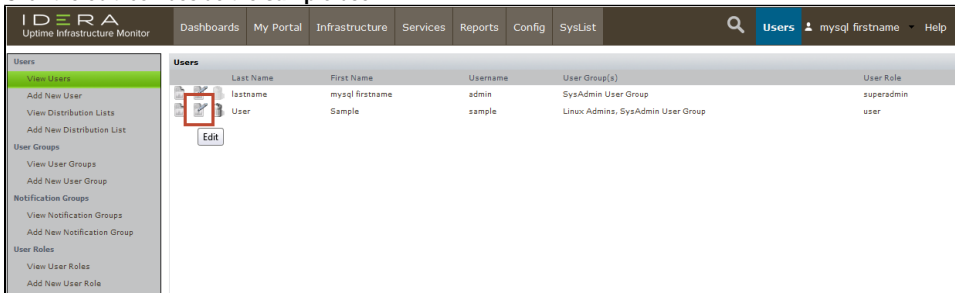 IDERA
Uptime Infrastructure Monitor
Dashboards My Portal Infrastructure Services Reports Config SysList Users mysql firstname Help
Users
View Users
Add New User
View Distribution Lists
Add New Distribution List
User Groups
View User Groups
Add New User Group
Notification Groups
View Notification Groups
Add New Notification Group
User Roles
View User Roles
Add New User Role
Users
Last Name First Name Username User Group(s) User Role
lastname mysql firstname admin SysAdmin User Group superadmin
User Sample sample Linux Admins, SysAdmin User Group user
Edit